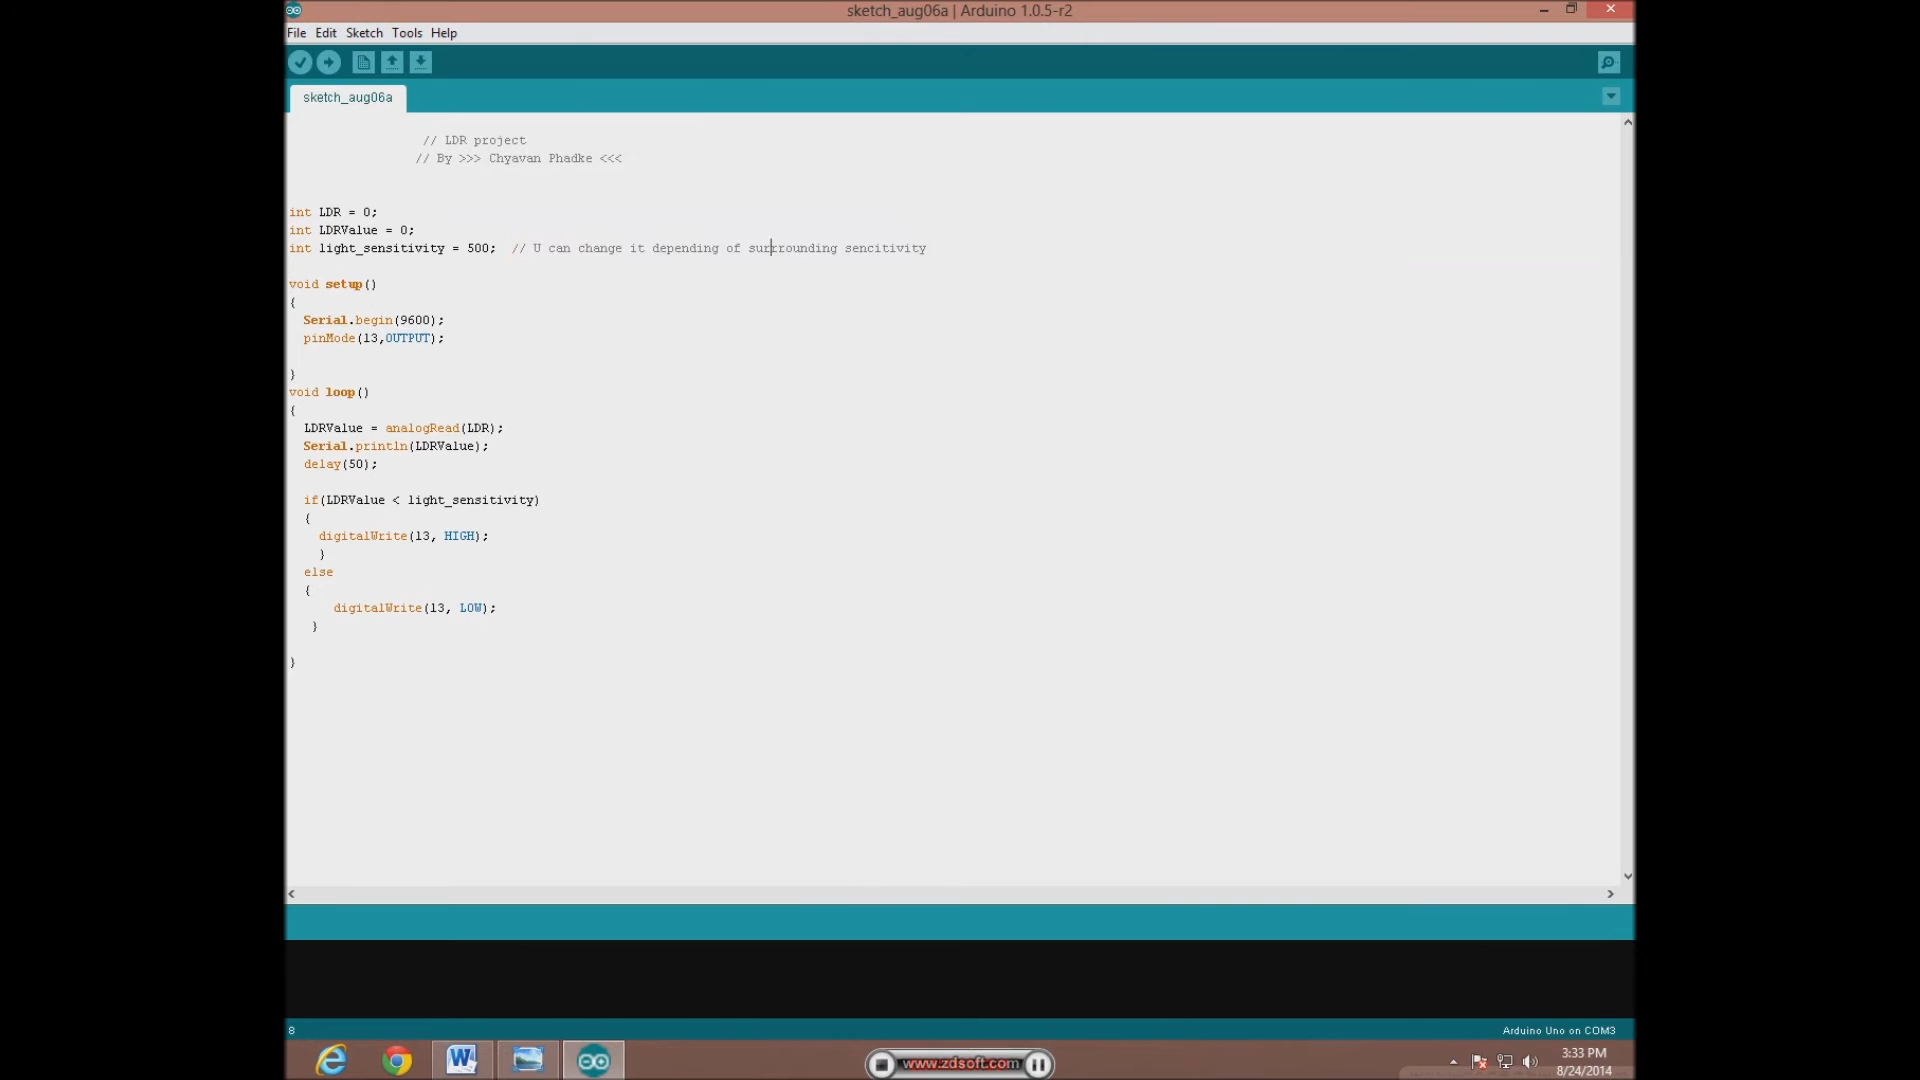 sketch_aug06a | Arduino 1.0.5-r2
File Edit Sketch Tools Help
sketch_aug06a
// LDR project
// By >>> Chyavan Phadke <<<
int LDR = 0;
int LDRValue = 0;
int light_sensitivity = 500; // U can change it depending of surrrounding sencitivity
void setup()
{
Serial.begin(9600);
pinMode(13,OUTPUT);
}
void loop()
{
LDRValue = analogRead(LDR);
Serial.println(LDRValue);
delay(50);
if(LDRValue < light_sensitivity)
{
digitalWrite(13, HIGH);
}
else
{
digitalWrite(13, LOW);
}
}
8
Arduino Uno on COM3
www.zdsoft.com
3:33 PM
8/24/2014